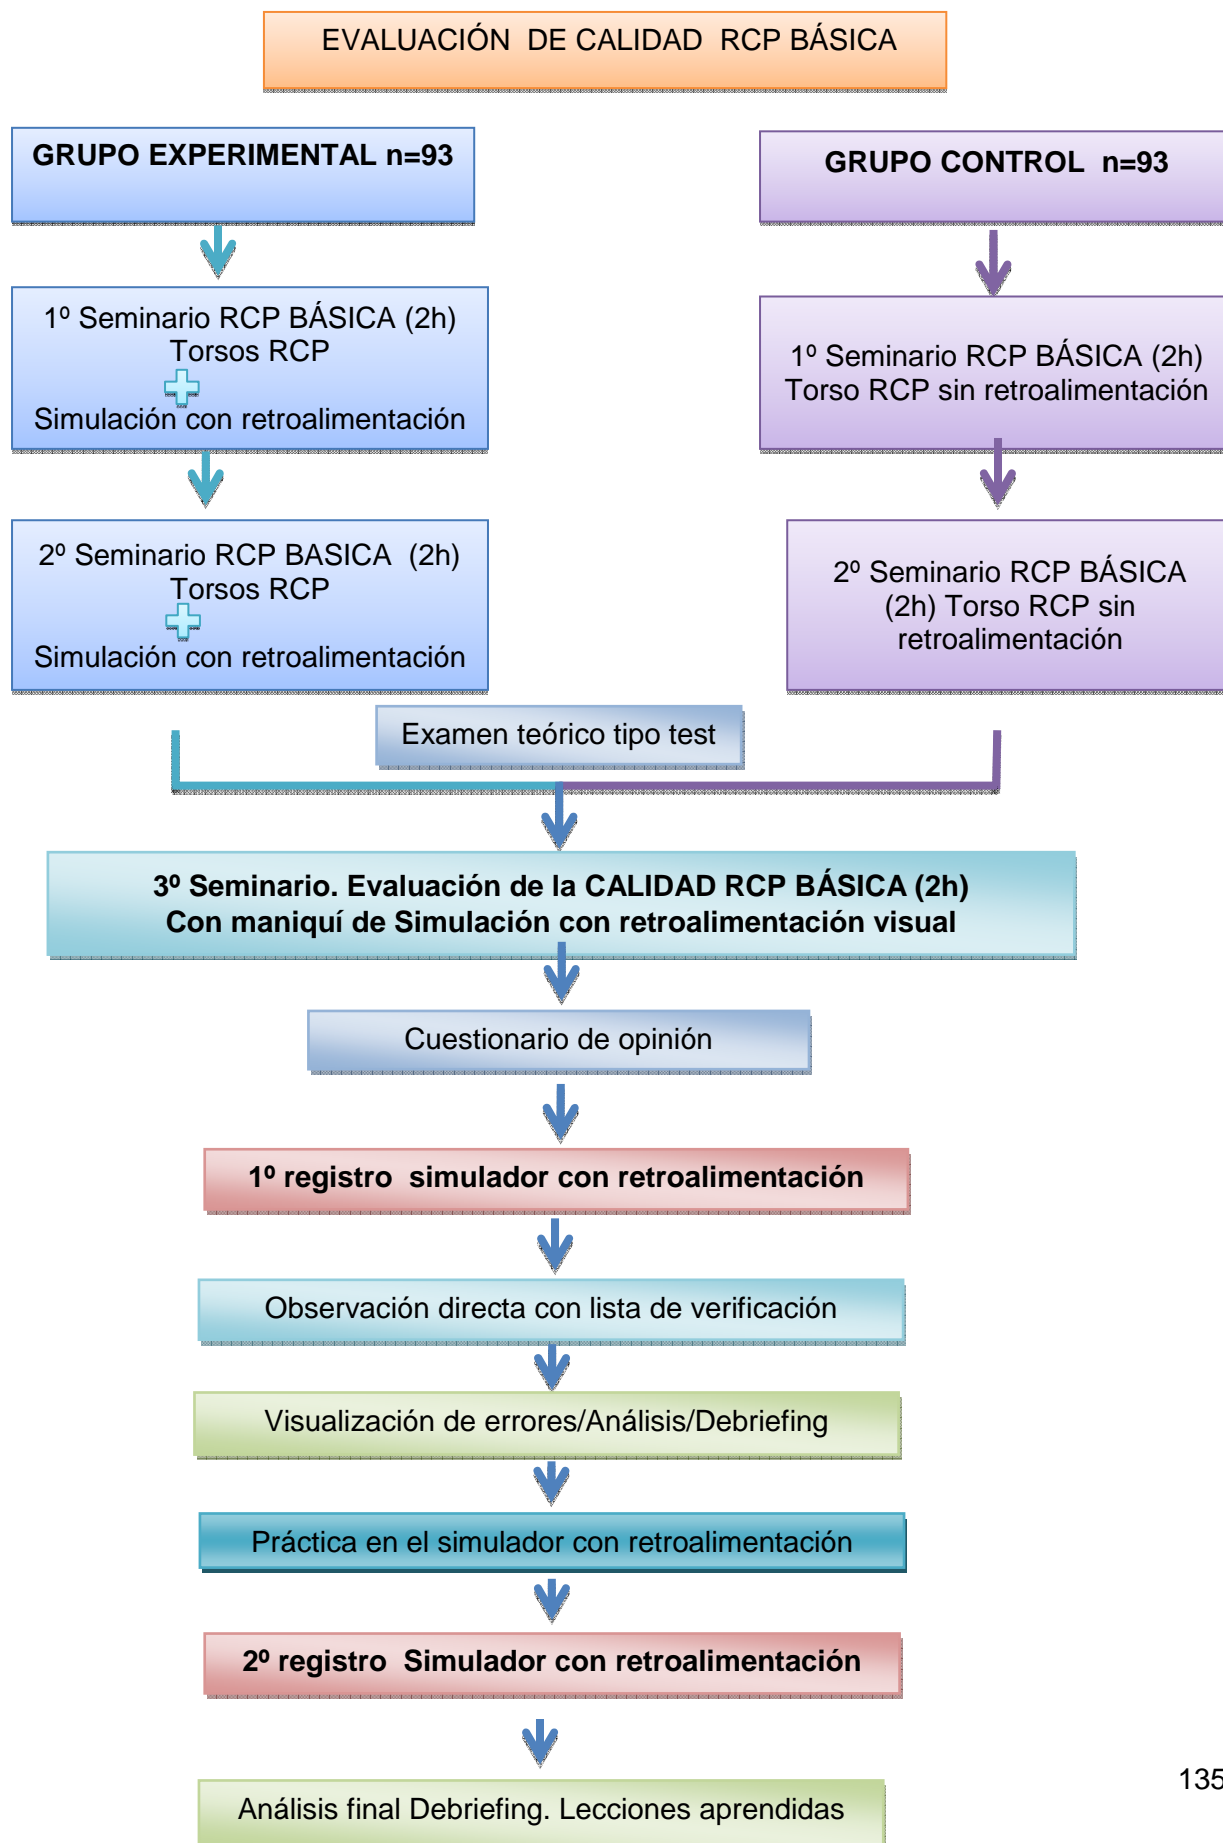 EVALUACIÓN DE CALIDAD RCP BÁSICA
GRUPO EXPERIMENTAL n=93
GRUPO CONTROL n=93
1º Seminario RCP BÁSICA (2h)
Torsos RCP
Simulación con retroalimentación
1º Seminario RCP BÁSICA (2h)
Torso RCP sin retroalimentación
2º Seminario RCP BASICA (2h)
Torsos RCP
Simulación con retroalimentación
2º Seminario RCP BÁSICA
(2h) Torso RCP sin
retroalimentación
Examen teórico tipo test
3º Seminario. Evaluación de la CALIDAD RCP BÁSICA (2h)
Con maniquí de Simulación con retroalimentación visual
Cuestionario de opinión
1º registro simulador con retroalimentación
Observación directa con lista de verificación
Visualización de errores/Análisis/Debriefing
Práctica en el simulador con retroalimentación
2º registro Simulador con retroalimentación
Análisis final Debriefing. Lecciones aprendidas
135